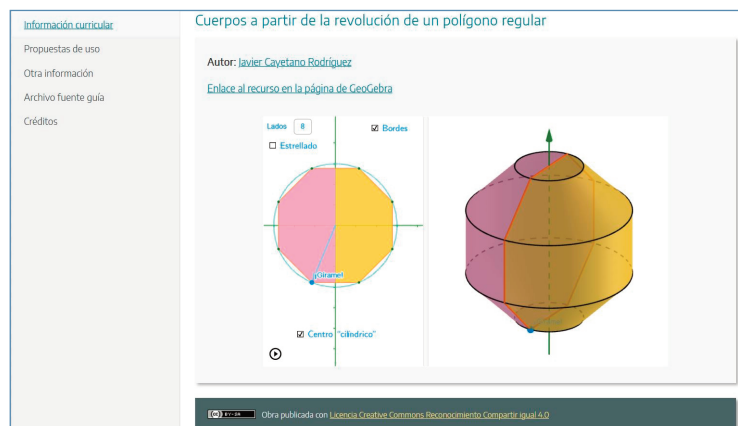 Información curricular
Propuestas de uso
Otra información
Archivo fuente guía
Créditos
Cuerpos a partir de la revolución de un polígono regular
Autor: Javier Cayetano Rodríguez
Enlace al recurso en la página de GeoGebra
Lados 8
Bordes
Estrellado
¡Gírame!
Centro "cilíndrico"
Obra publicada con Licencia Creative Commons Reconocimiento Compartir igual 4.0